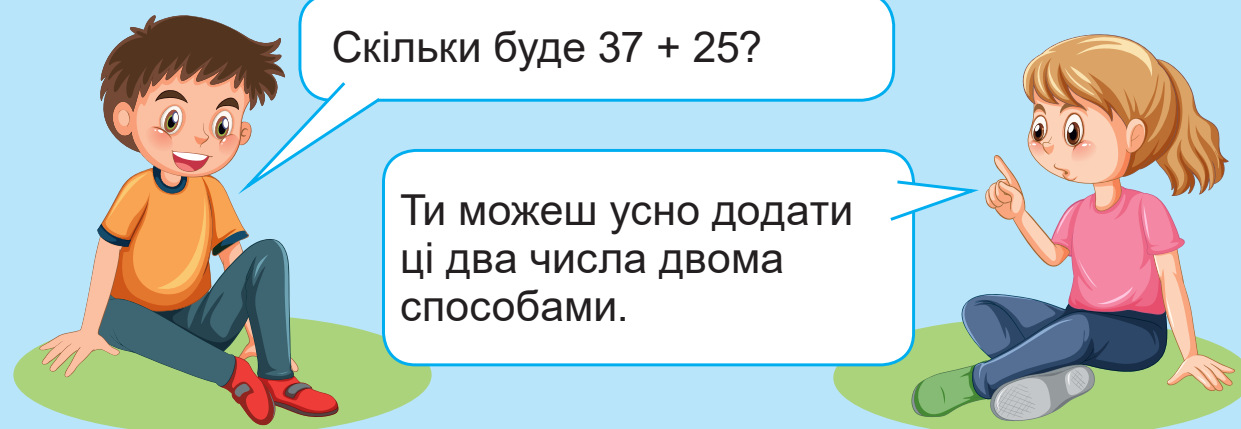 Скільки буде 37 + 25?
Ти можеш усно додати
ці два числа двома
способами.